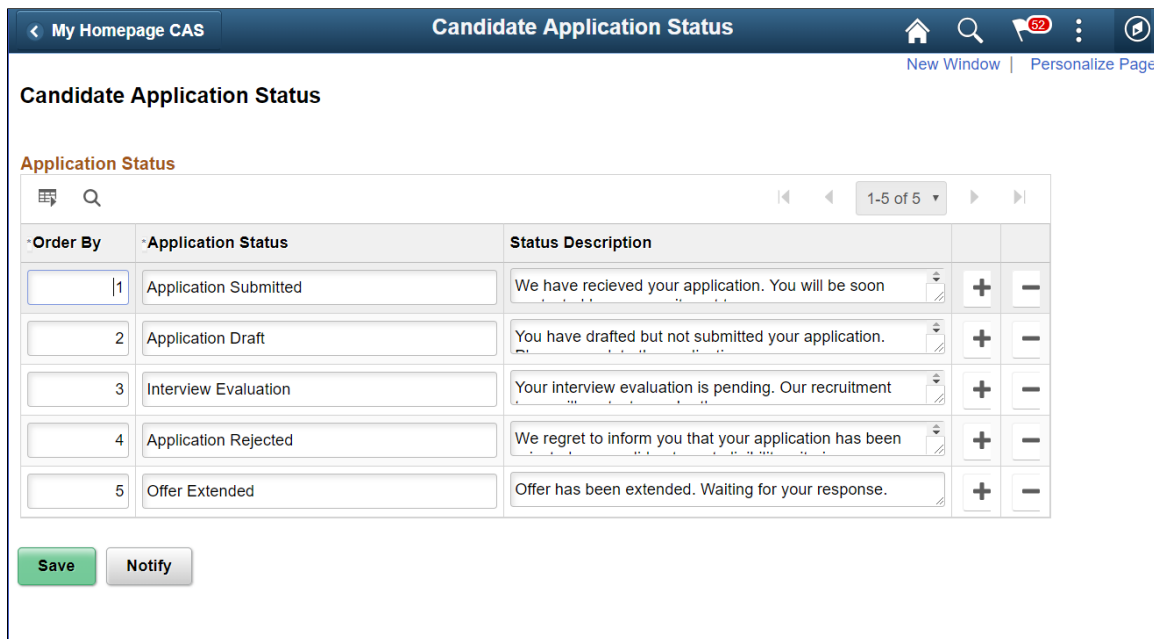 My Homepage CAS
Candidate Application Status
52
New Window | Personalize Page
Candidate Application Status
Application Status
1-5 of 5
*Order By
*Application Status
Status Description
1
Application Submitted
We have recieved your application. You will be soon
2
Application Draft
You have drafted but not submitted your application.
3
Interview Evaluation
Your interview evaluation is pending. Our recruitment
4
Application Rejected
We regret to inform you that your application has been
5
Offer Extended
Offer has been extended. Waiting for your response.
Save
Notify